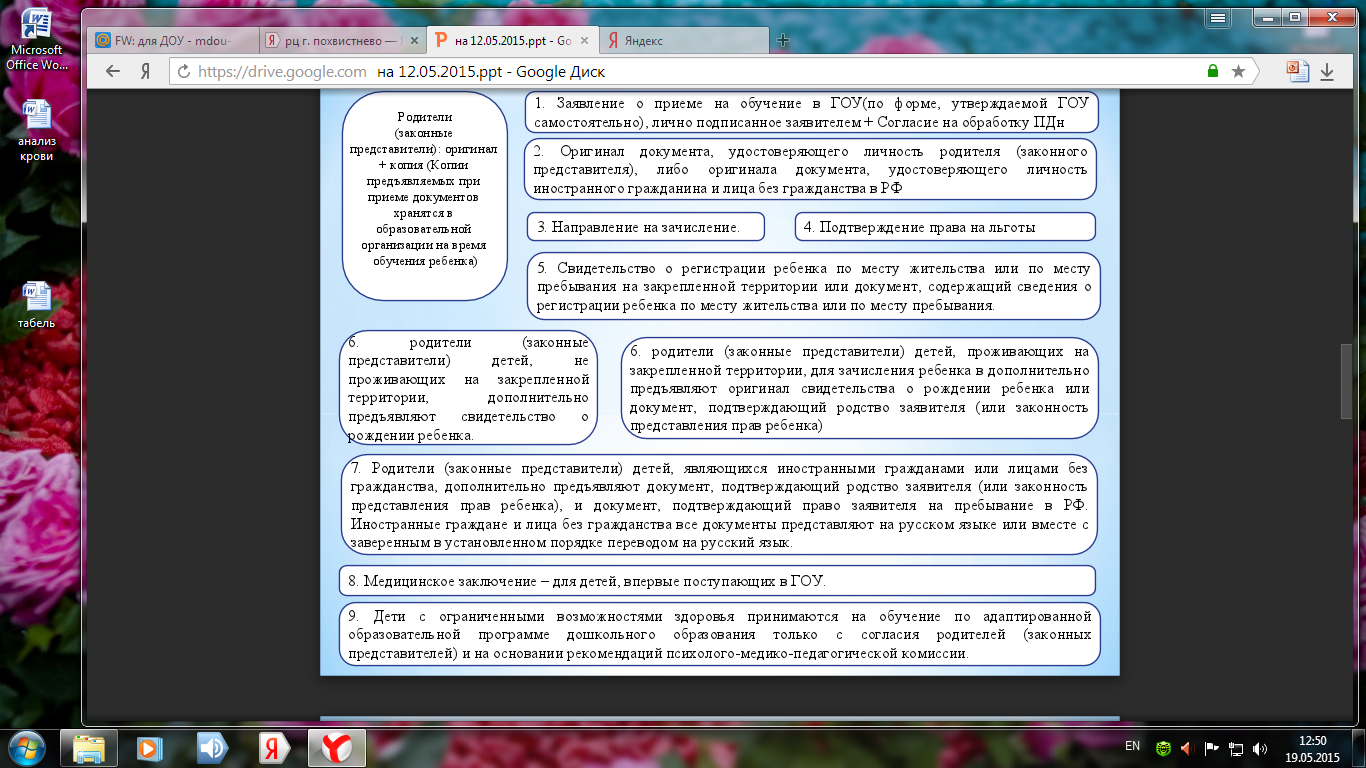 Microsoft
Office Wo...
анализ
крови
табель
FW: для ДОУ - mdou-
рц г. похвистнево —
на 12.05.2015.ppt - Go
Яндекс
https://drive.google.com на 12.05.2015.ppt - Google Диск
Родители
(законные
представители): оригинал
+ копия (Копии
предъявляемых при
приеме документов
хранятся в
образовательной
организации на время
обучения ребенка)
1. Заявление о приеме на обучение в ГОУ(по форме, утверждаемой ГОУ
самостоятельно), лично подписанное заявителем + Согласие на обработку ПДн
2. Оригинал документа, удостоверяющего личность родителя (законного
представителя), либо оригинала документа, удостоверяющего личность
иностранного гражданина и лица без гражданства в РФ
3. Направление на зачисление.
4. Подтверждение права на льготы
5. Свидетельство о регистрации ребенка по месту жительства или по месту
пребывания на закрепленной территории или документ, содержащий сведения о
регистрации ребенка по месту жительства или по месту пребывания.
6. родители (законные
представители) детей, не
проживающих на закрепленной
территории, дополнительно
предъявляют свидетельство о
рождении ребенка.
6. родители (законные представители) детей, проживающих на
закрепленной территории, для зачисления ребенка в дополнительно
предъявляют оригинал свидетельства о рождении ребенка или
документ, подтверждающий родство заявителя (или законность
представления прав ребенка)
7. Родители (законные представители) детей, являющихся иностранными гражданами или лицами без
гражданства, дополнительно предъявляют документ, подтверждающий родство заявителя (или законность
представления прав ребенка), и документ, подтверждающий право заявителя на пребывание в РФ.
Иностранные граждане и лица без гражданства все документы представляют на русском языке или вместе с
заверенным в установленном порядке переводом на русский язык.
8. Медицинское заключение – для детей, впервые поступающих в ГОУ.
9. Дети с ограниченными возможностями здоровья принимаются на обучение по адаптированной
образовательной программе дошкольного образования только с согласия родителей (законных
представителей) и на основании рекомендаций психолого-медико-педагогической комиссии.
EN
12:50
19.05.2015